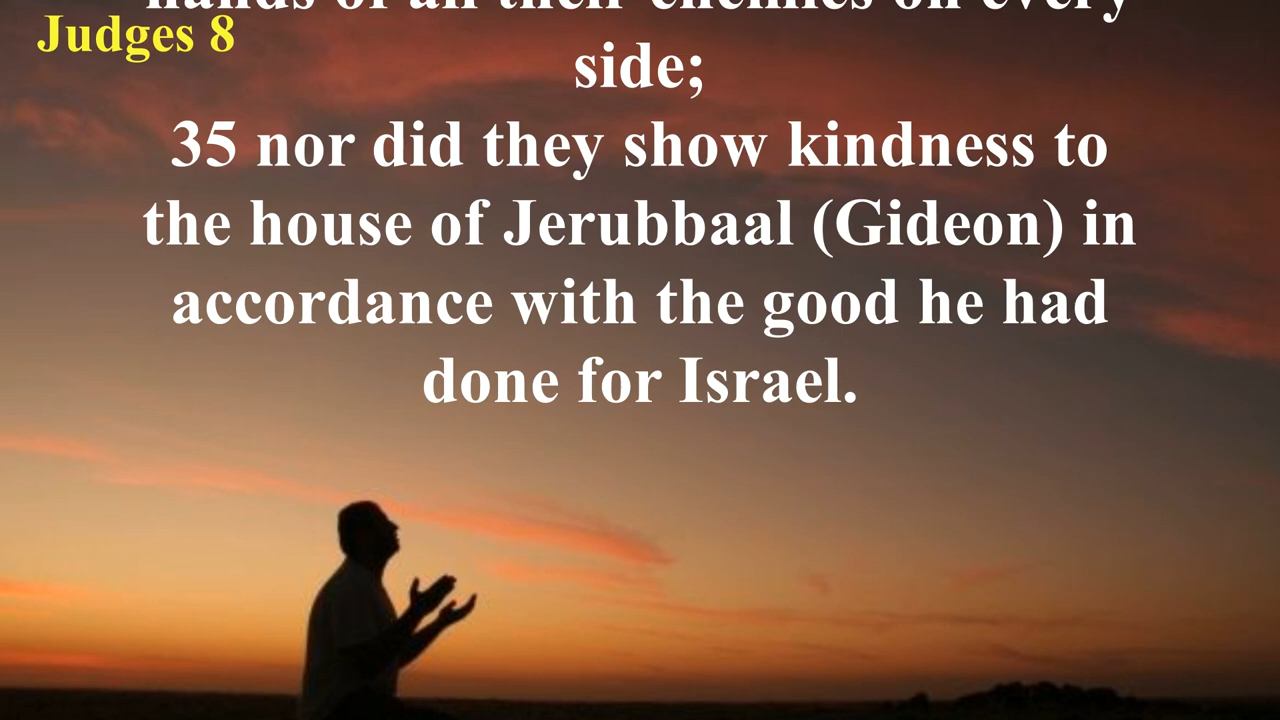 hands of all their enemies on every
Judges 8
side;
35 nor did they show kindness to
the house of Jerubbaal (Gideon) in
accordance with the good he had
done for Israel.